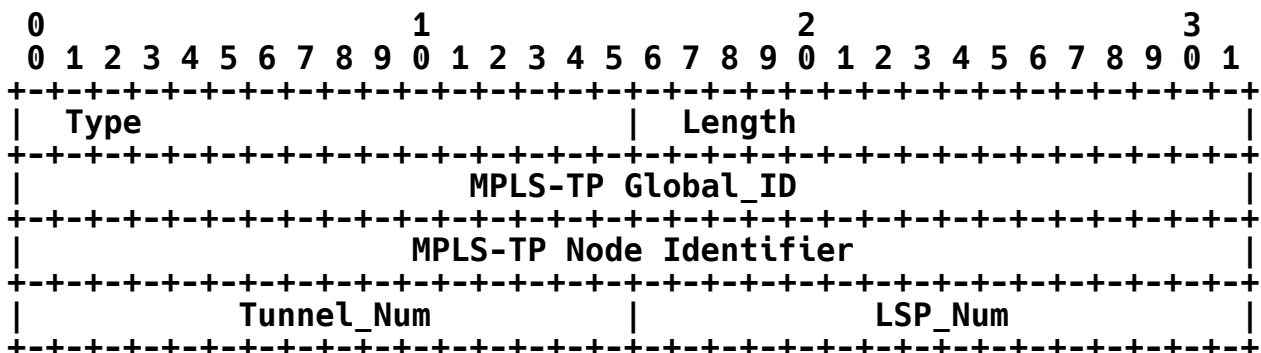 0                   1                   2                   3
 0 1 2 3 4 5 6 7 8 9 0 1 2 3 4 5 6 7 8 9 0 1 2 3 4 5 6 7 8 9 0 1
+-+-+-+-+-+-+-+-+-+-+-+-+-+-+-+-+-+-+-+-+-+-+-+-+-+-+-+-+-+-+-+-+
|  Type                         |  Length                       |
+-+-+-+-+-+-+-+-+-+-+-+-+-+-+-+-+-+-+-+-+-+-+-+-+-+-+-+-+-+-+-+-+
|                       MPLS-TP Global_ID                       |
+-+-+-+-+-+-+-+-+-+-+-+-+-+-+-+-+-+-+-+-+-+-+-+-+-+-+-+-+-+-+-+-+
|                    MPLS-TP Node Identifier                    |
+-+-+-+-+-+-+-+-+-+-+-+-+-+-+-+-+-+-+-+-+-+-+-+-+-+-+-+-+-+-+-+-+
|           Tunnel_Num          |            LSP_Num            |
+-+-+-+-+-+-+-+-+-+-+-+-+-+-+-+-+-+-+-+-+-+-+-+-+-+-+-+-+-+-+-+-+